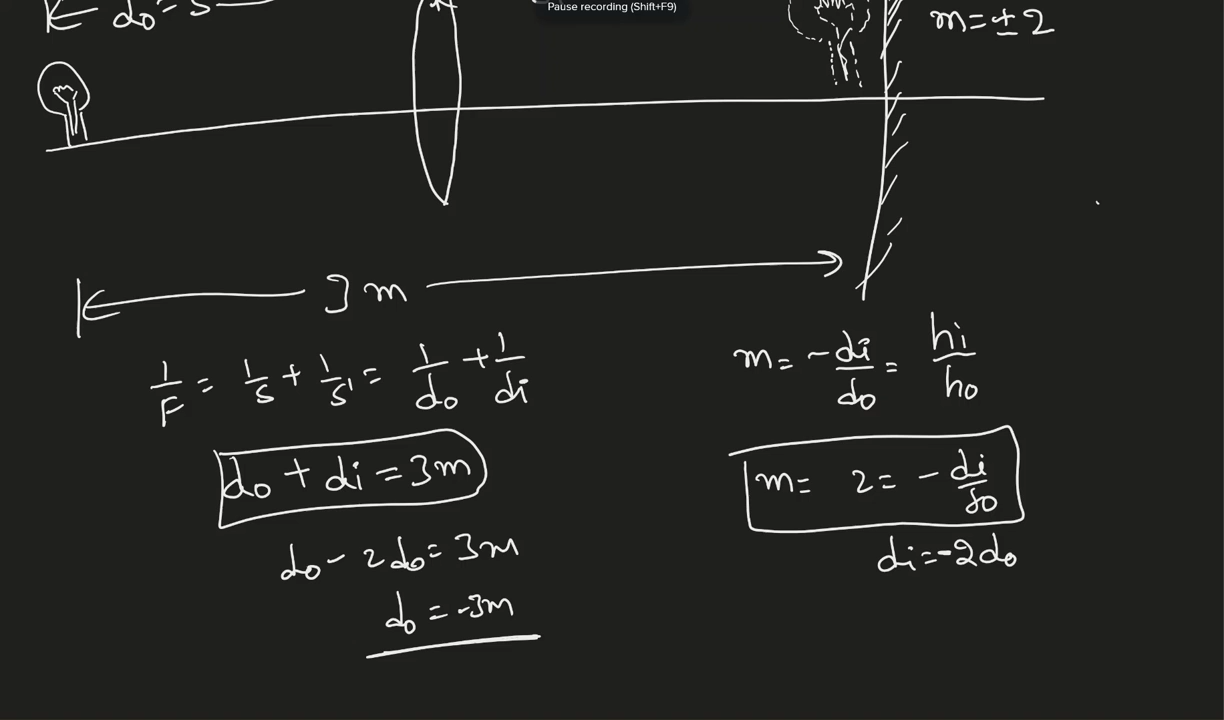 Pause recording (Shift+F9)
do = s
m = ± 2
3 m
1/F = 1/s + 1/s' = 1/do + 1/di
m = -di/do = hi/ho
do + di = 3m
m = 2 = - di/do
do - 2do = 3m
di = -2do
do = -3m